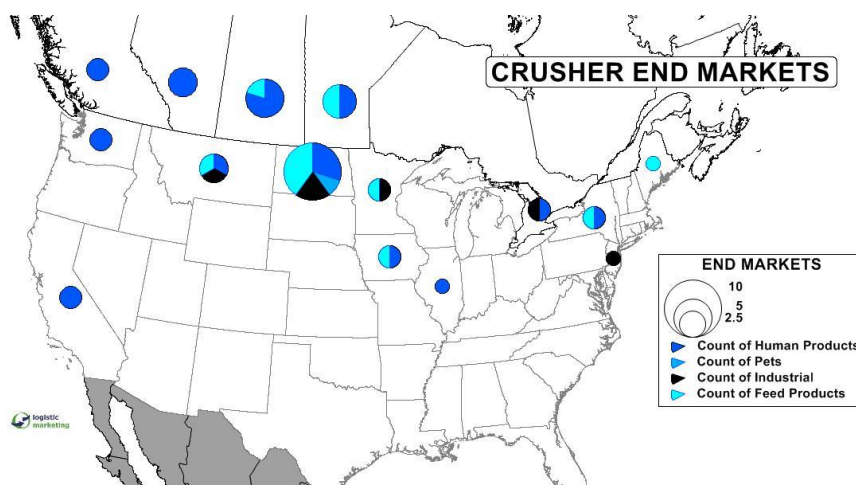 CRUSHER END MARKETS
END MARKETS
10
5
2.5
Count of Human Products
Count of Pets
Count of Industrial
Count of Feed Products
logistic
marketing